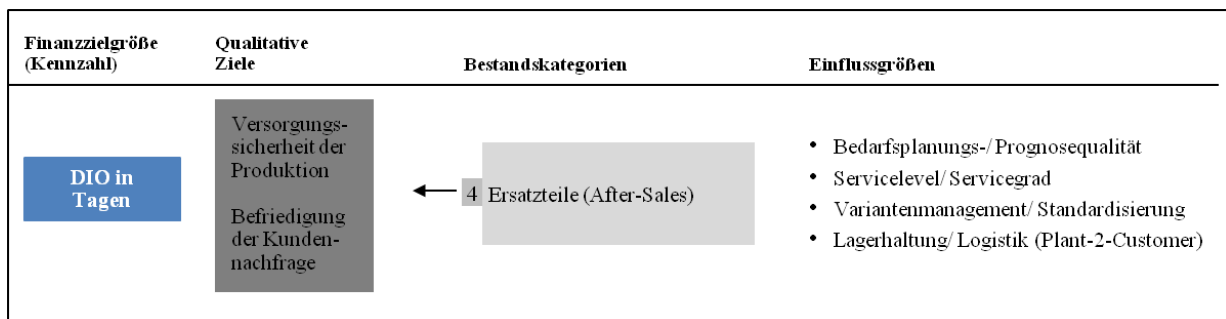 Finanzzielgröße
(Kennzahl)
Qualitative
Ziele
Bestandskategorien
Einflussgrößen
DIO in
Tagen
Versorgungs-
sicherheit der
Produktion
Befriedigung
der Kunden-
nachfrage
4 Ersatzteile (After-Sales)
• Bedarfsplanungs-/ Prognosequalität
• Servicelevel/ Servicegrad
• Variantenmanagement/ Standardisierung
• Lagerhaltung/ Logistik (Plant-2-Customer)